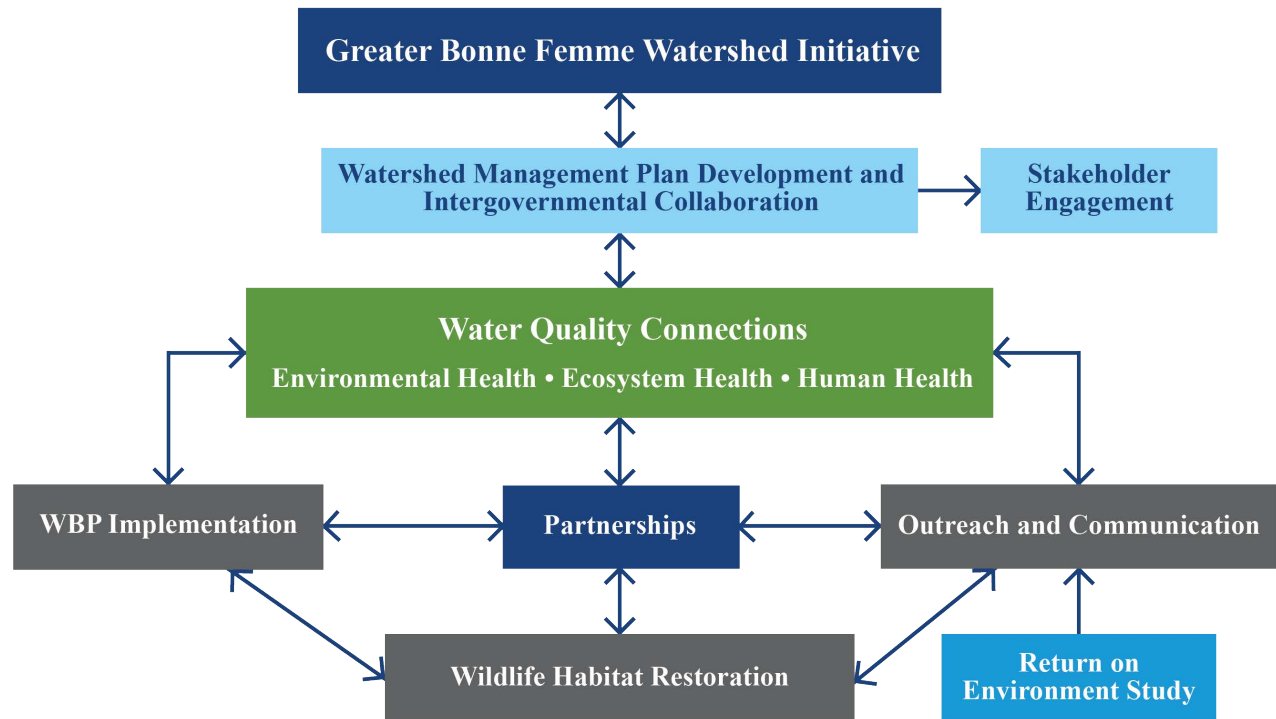 Greater Bonne Femme Watershed Initiative
Watershed Management Plan Development and
Intergovernmental Collaboration
Stakeholder
Engagement
Water Quality Connections
Environmental Health • Ecosystem Health • Human Health
WBP Implementation
Partnerships
Outreach and Communication
Wildlife Habitat Restoration
Return on
Environment Study